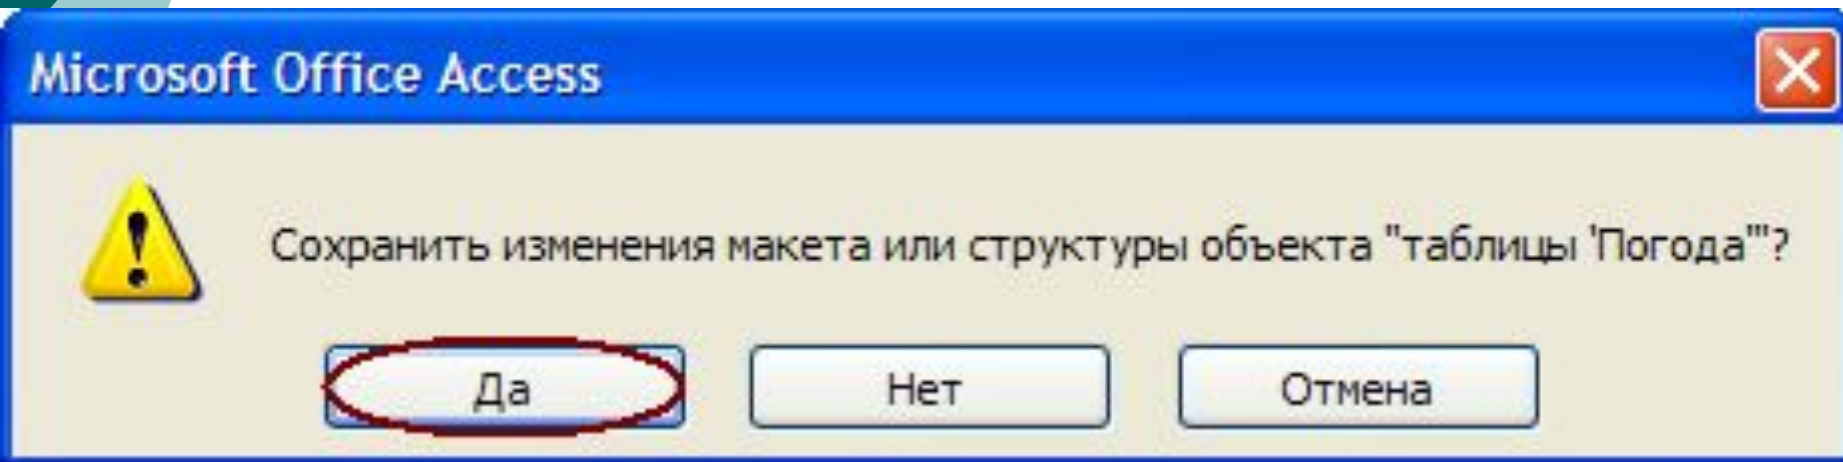 Microsoft Office Access
Сохранить изменения макета или структуры объекта "таблицы 'Погода'"?
Да
Нет
Отмена